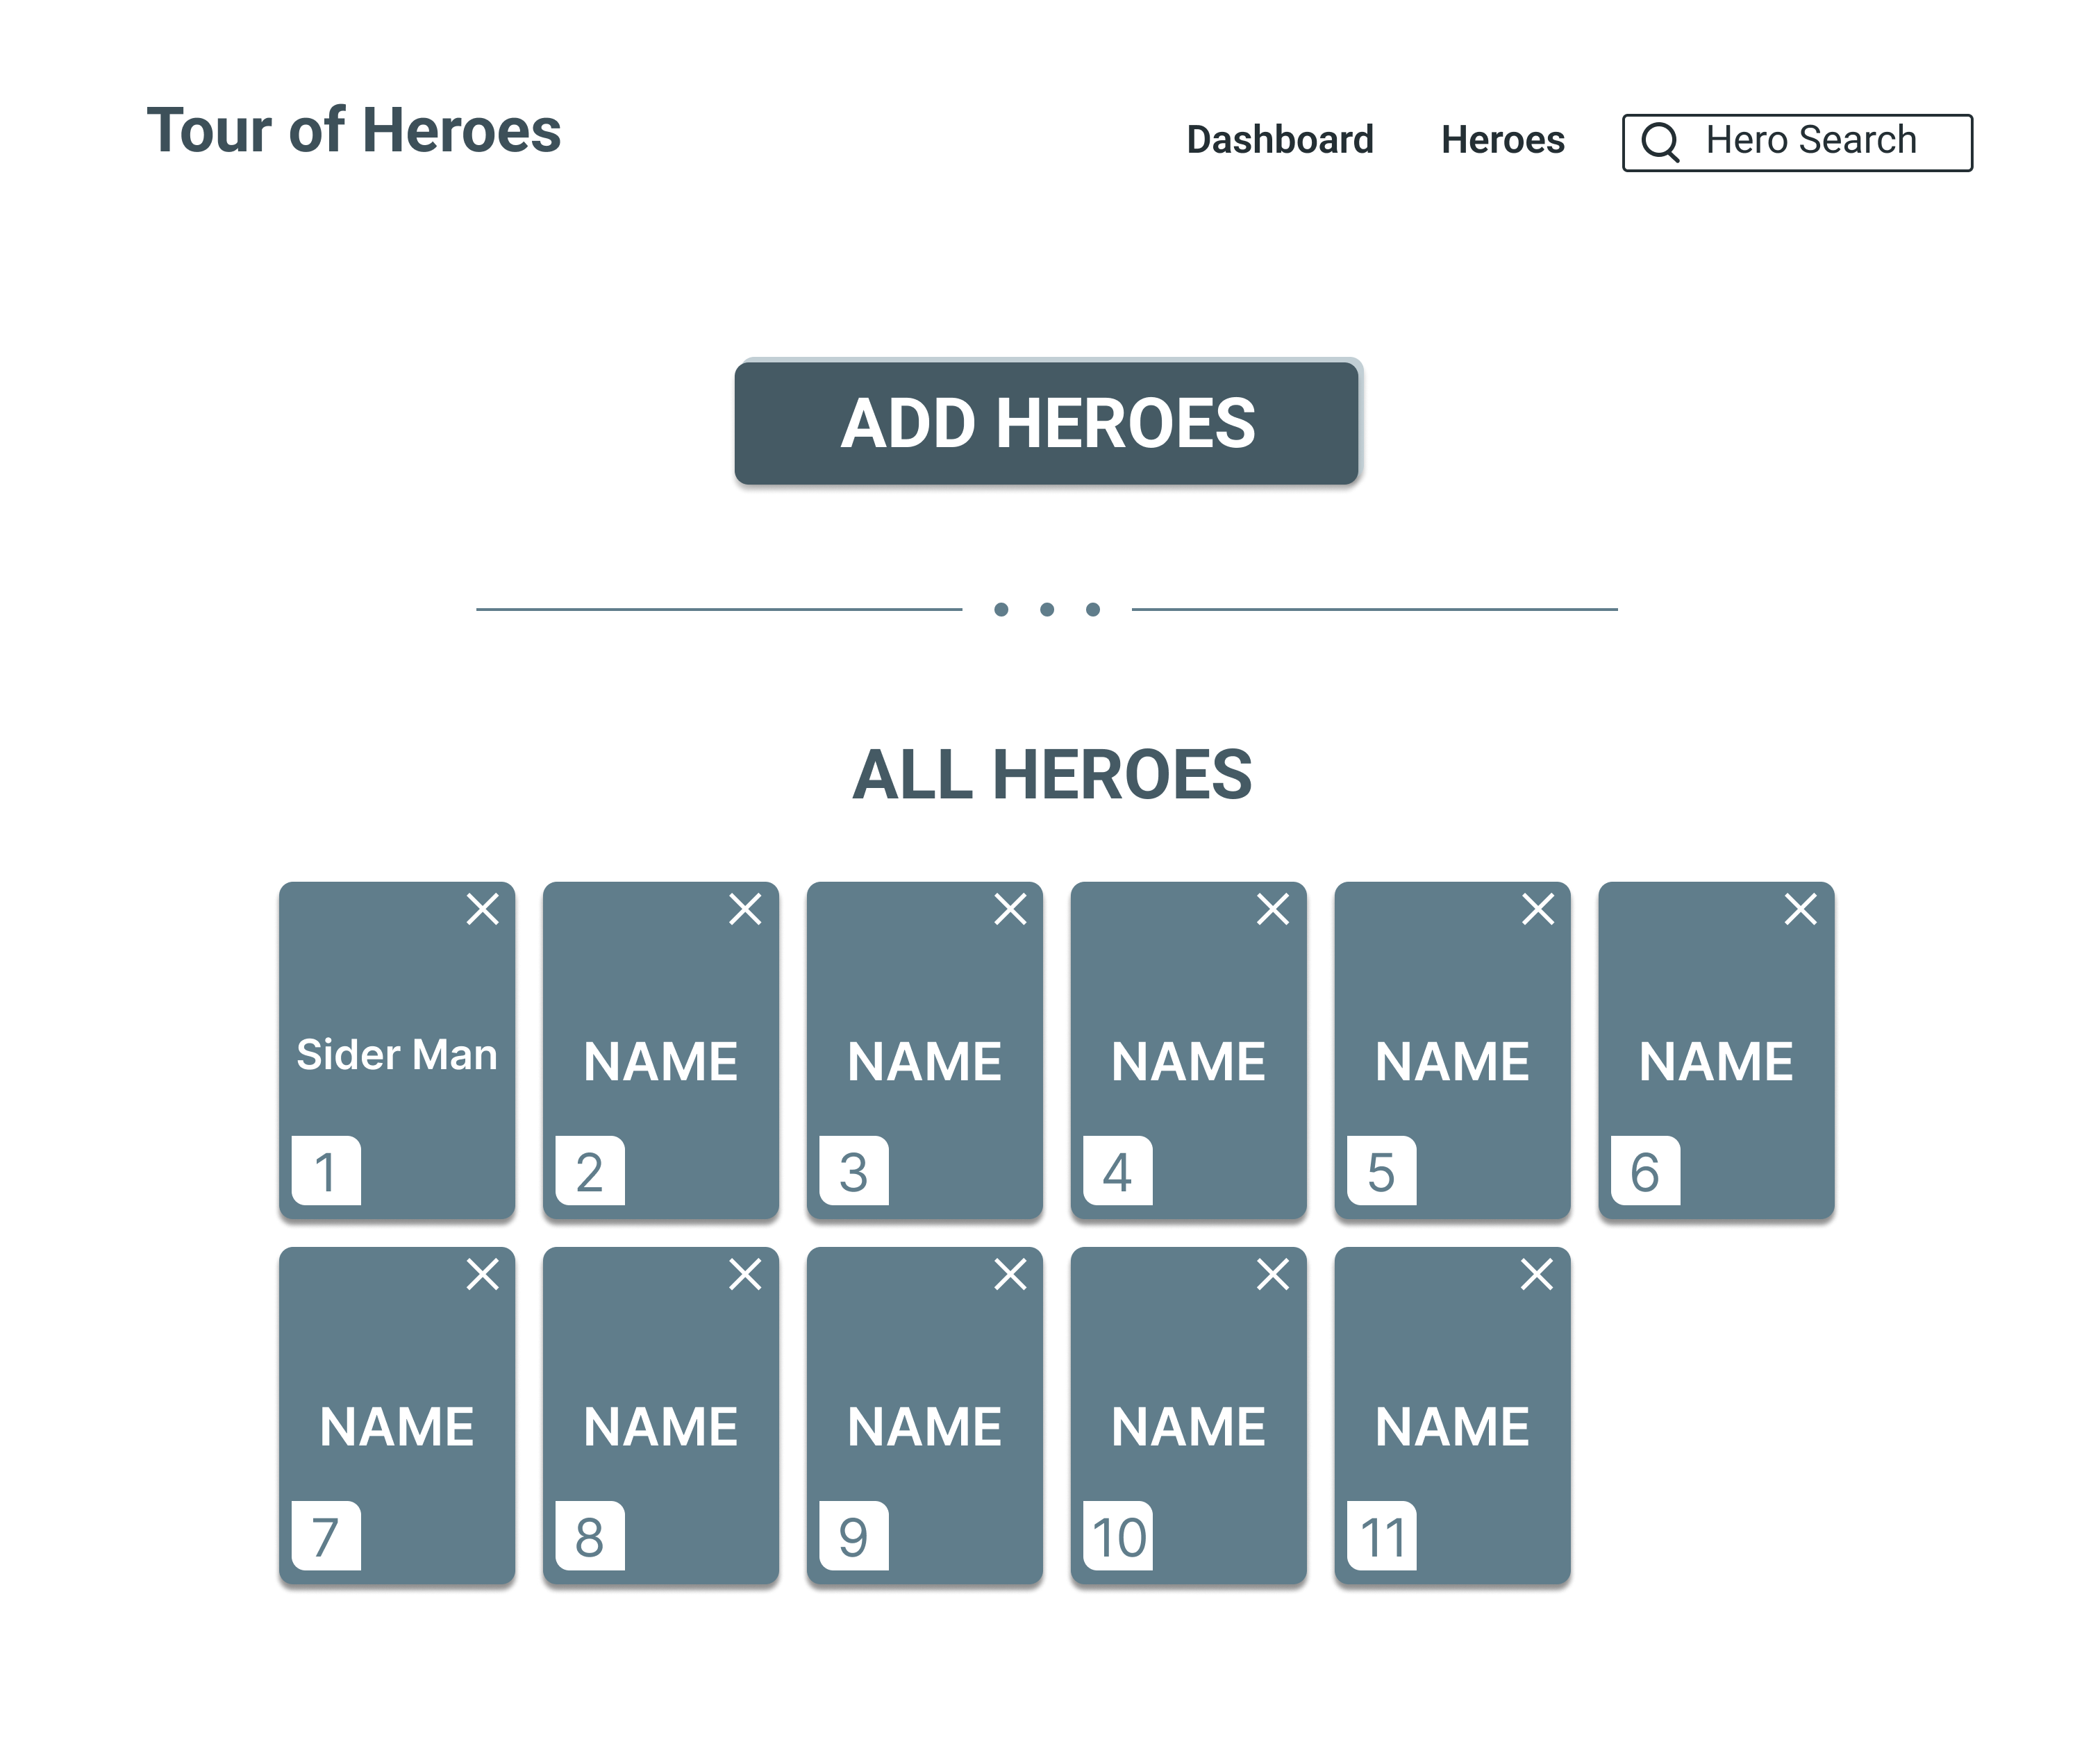 Tour of Heroes
Dashboard Heroes Hero Search
ADD HEROES
ALL HEROES
Sider Man NAME NAME NAME NAME NAME
1 2 3 4 5 6
NAME NAME NAME NAME NAME
7 8 9 10 11